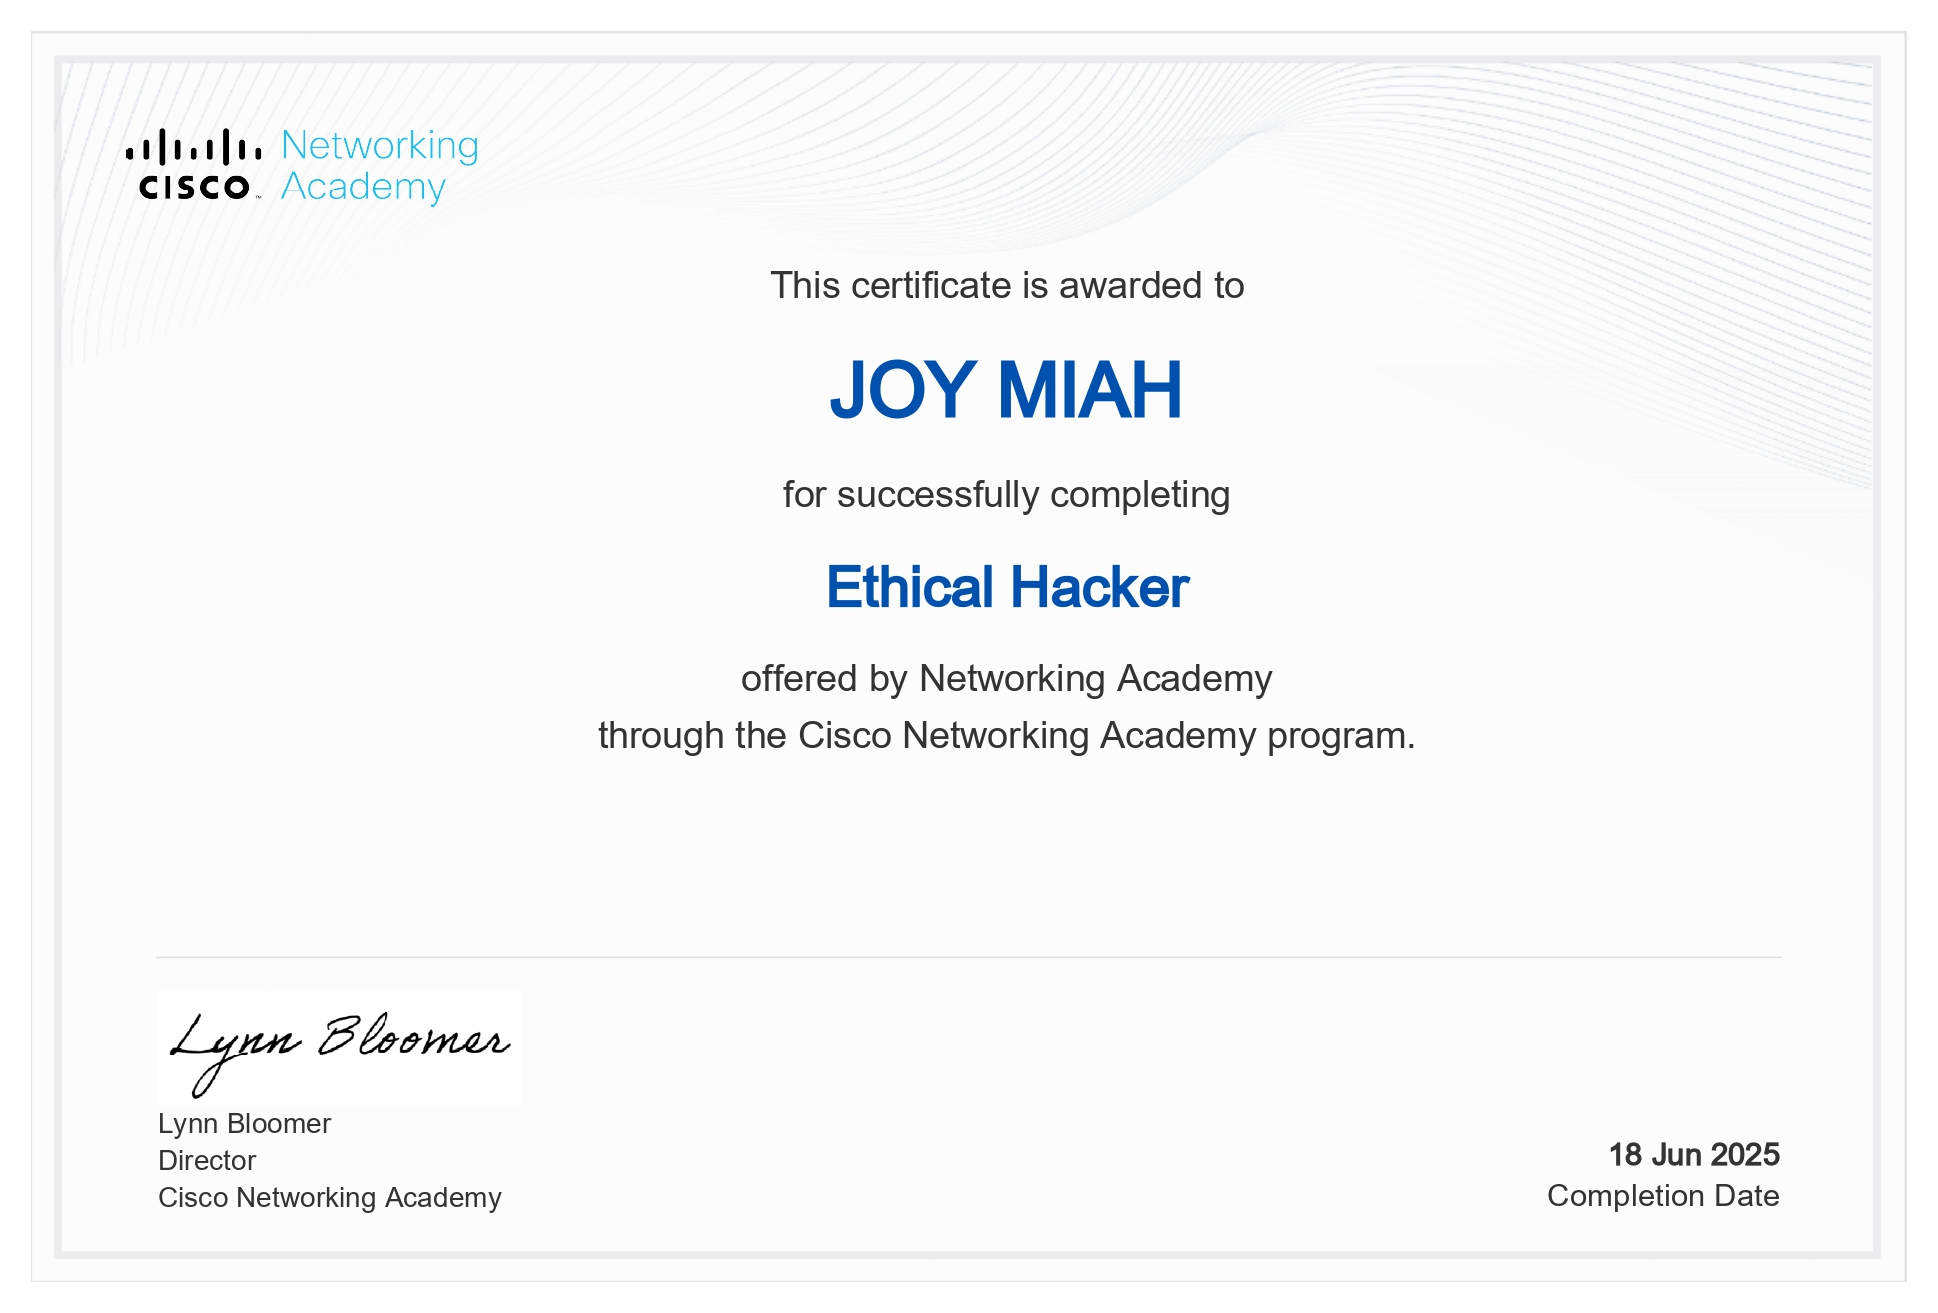 Networking
Academy
CISCO™
This certificate is awarded to
JOY MIAH
for successfully completing
Ethical Hacker
offered by Networking Academy
through the Cisco Networking Academy program.
Lynn Bloomer
Lynn Bloomer
Director
Cisco Networking Academy
18 Jun 2025
Completion Date